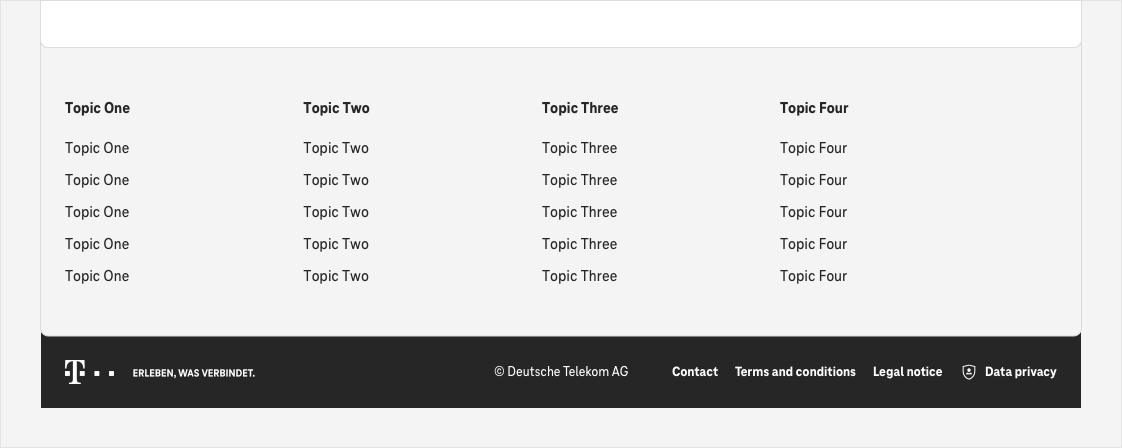 Topic One
Topic One
Topic One
Topic One
Topic One
Topic One
Topic Two
Topic Two
Topic Two
Topic Two
Topic Two
Topic Two
Topic Three
Topic Three
Topic Three
Topic Three
Topic Three
Topic Three
Topic Four
Topic Four
Topic Four
Topic Four
Topic Four
Topic Four
T ERLEBEN, WAS VERBINDET.
© Deutsche Telekom AG
Contact
Terms and conditions
Legal notice
Data privacy